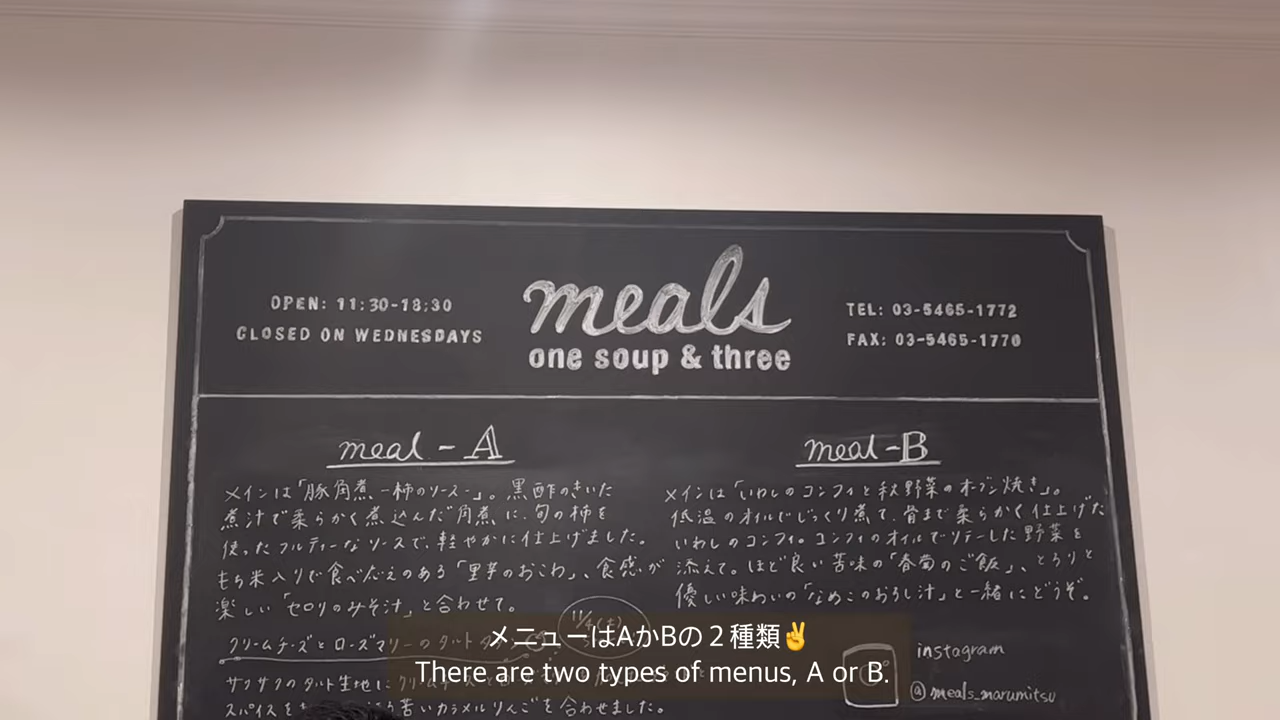 OPEN: 11:30-18:30
CLOSED ON WEDNESDAYS
meals
one soup & three
TEL: 03-5465-1772
FAX: 03-5465-1770
meal-A
メインは「豚角煮 -柿のソース-」。黒酢のきいた
煮汁で柔らかく煮込んだ角煮に、旬の柿を
使ったフルティーなソースで、軽やかに仕上げました。
もち米入りで食べ応えのある「里芋のおこわ」、食感が
楽しい「セロリのみそ汁」と合わせて。
クリームチーズとローズマリーのタルトタタン
サクサクのタルト生地に クリームチーズ
スパイスを 苦いカラメルりんごを合わせました。
meal-B
メインは「いわしのコンフィと秋野菜のオーブン焼き」。
低温のオイルでじっくり煮て、骨まで柔らかく仕上げた
いわしのコンフィ。コンフィのオイルでソテーした野菜を
添えて。ほど良い苦味の「春菊のご飯」、とろりと
優しい味わいの「なめこのおろし汁」と一緒にどうぞ。
instagram
@meals_marumitsu
メニューはAかBの2種類✌
There are two types of menus, A or B.